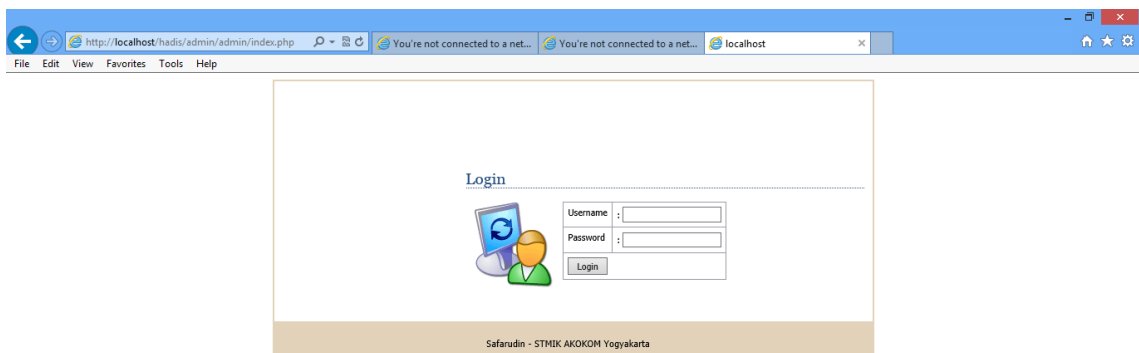 http://localhost/hadis/admin/admin/index.php
You're not connected to a net...
You're not connected to a net...
localhost
File Edit View Favorites Tools Help
Login
Username :
Password :
Login
Safarudin - STMIK AKOKOM Yogyakarta